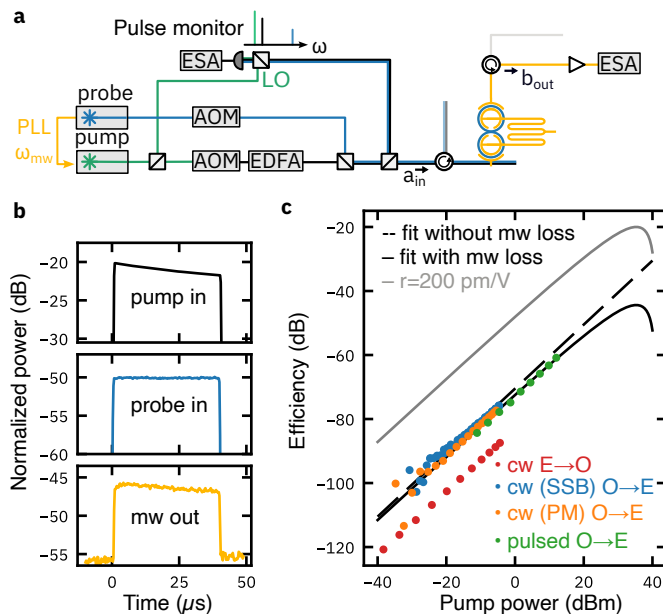 a
Pulse monitor
ω
ESA
LO
b_out
ESA
probe
PLL
AOM
pump
ω_mw
AOM
EDFA
a_in
b
Normalized power (dB)
−20
−25
−30
pump in
−50
−55
−60
probe in
−45
−50
−55
mw out
0
25
50
Time (μs)
c
Efficiency (dB)
−20
−40
−60
−80
−100
−120
-- fit without mw loss
– fit with mw loss
– r=200 pm/V
• cw E→O
• cw (SSB) O→E
• cw (PM) O→E
• pulsed O→E
−40
−20
0
20
40
Pump power (dBm)